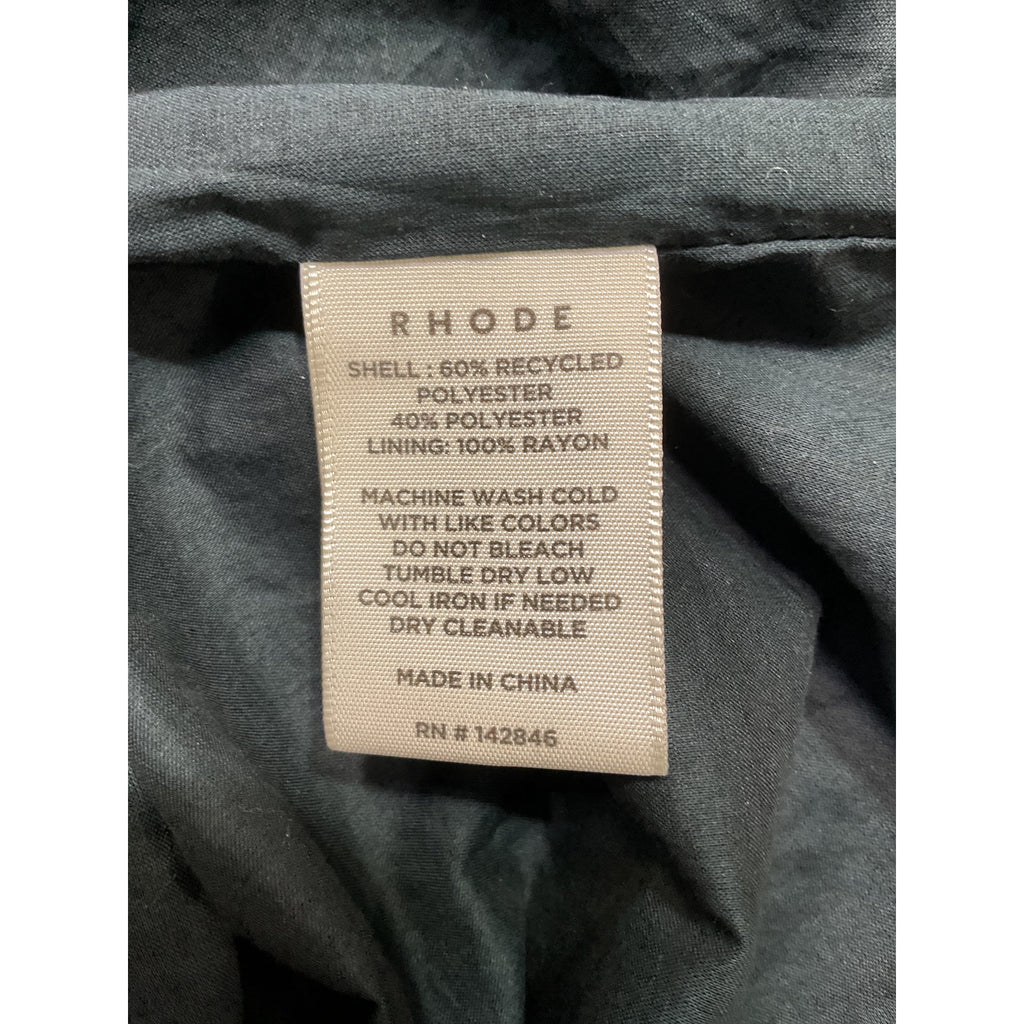 RHODE
SHELL : 60% RECYCLED
POLYESTER
40% POLYESTER
LINING: 100% RAYON
MACHINE WASH COLD
WITH LIKE COLORS
DO NOT BLEACH
TUMBLE DRY LOW
COOL IRON IF NEEDED
DRY CLEANABLE
MADE IN CHINA
RN # 142846